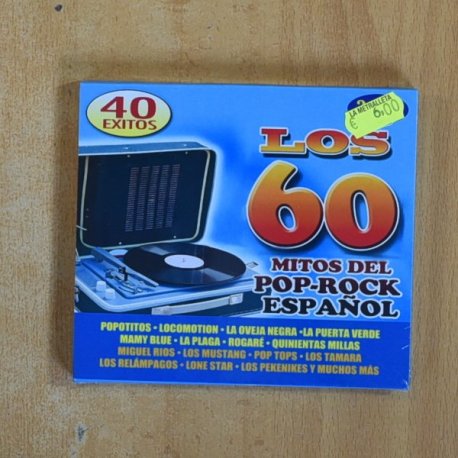 40
EXITOS
LA METRALLETA
€ 6,00
LOS
60
MITOS DEL
POP-ROCK
ESPAÑOL
POPOTITOS • LOCOMOTION • LA OVEJA NEGRA • LA PUERTA VERDE
MAMY BLUE • LA PLAGA • ROGARÉ • QUINIENTAS MILLAS
MIGUEL RIOS • LOS MUSTANG • POP TOPS • LOS TAMARA
LOS RELÁMPAGOS • LONE STAR • LOS PEKENIKES Y MUCHOS MÁS